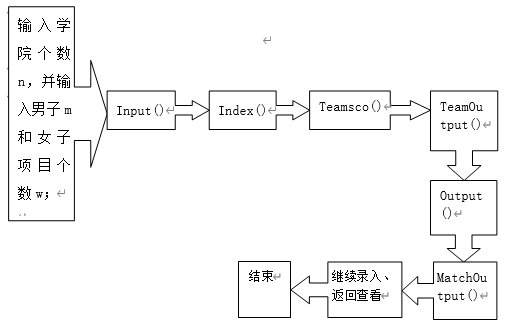 输入学
院个数
n，并输
入男子m
和女子
项目个
数w；
Input()
Index()
Teamsco()
TeamOu
tput()
Output
()
MatchOu
tput()
继续录入、
返回查看
结束